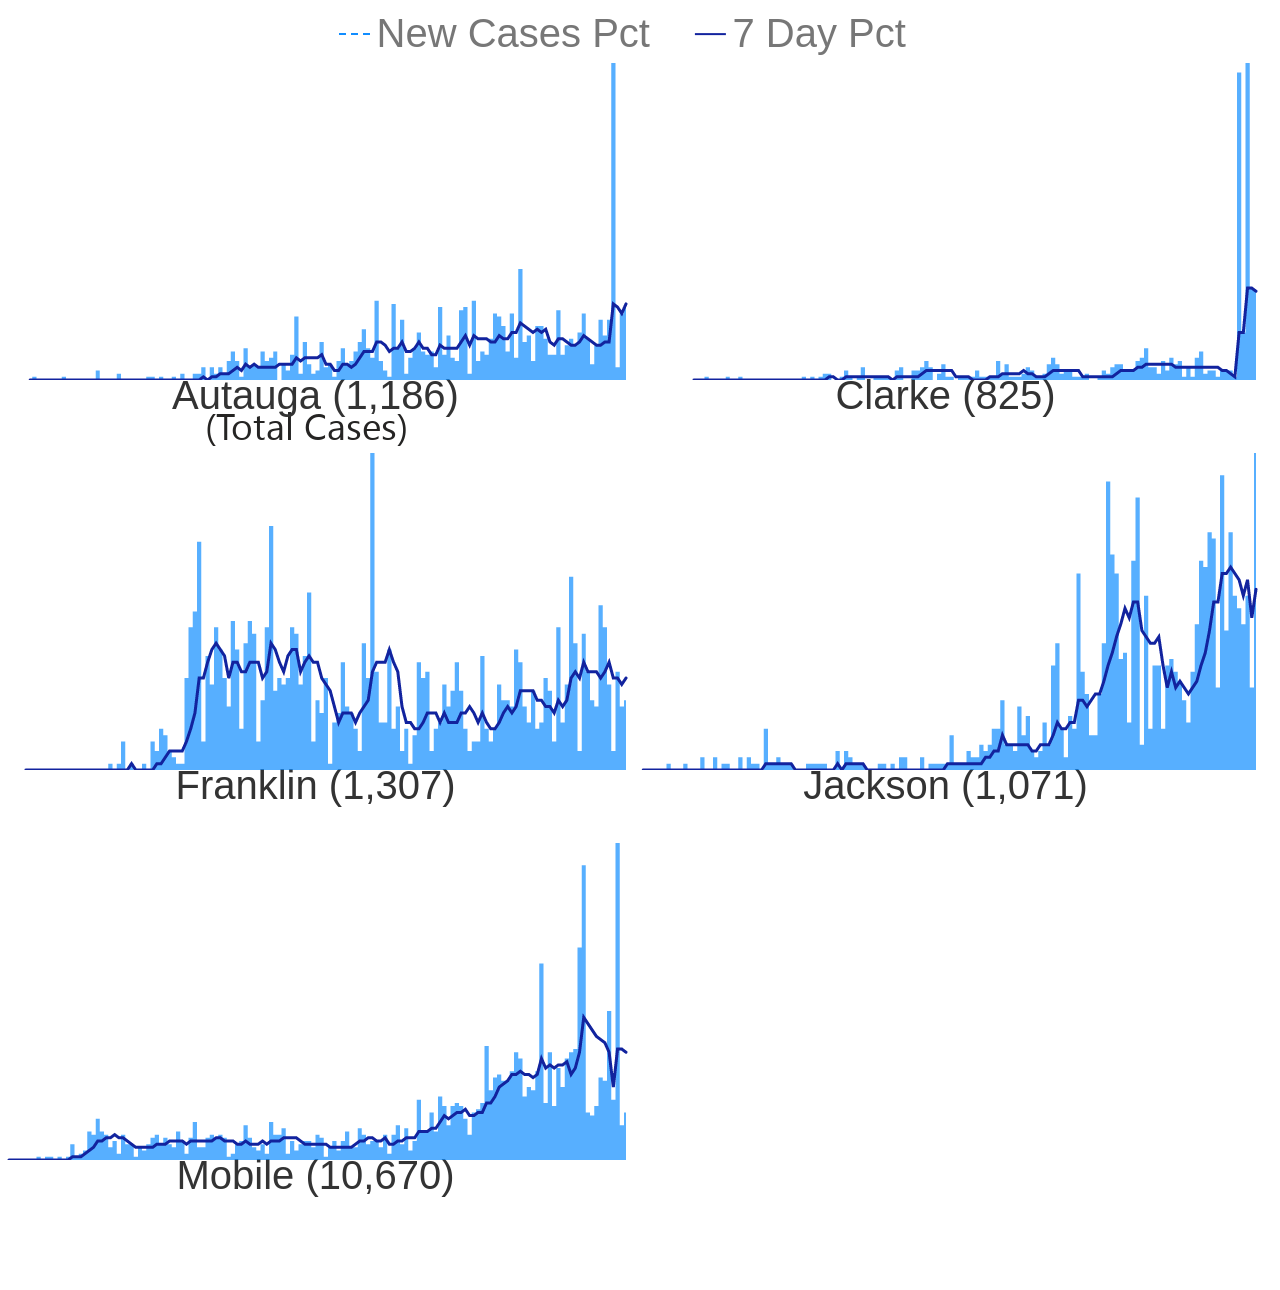 New Cases Pct 7 Day Pct
Autauga (1,186) Clarke (825)
(Total Cases)
Franklin (1,307) Jackson (1,071)
Mobile (10,670)